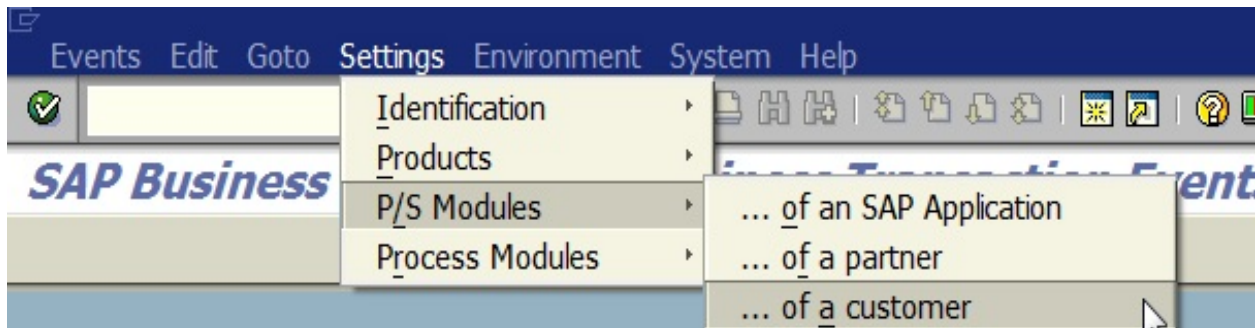 Events Edit Goto Settings Environment System Help
Identification
Products
SAP Business
P/S Modules
... of an SAP Application
Process Modules
... of a partner
... of a customer